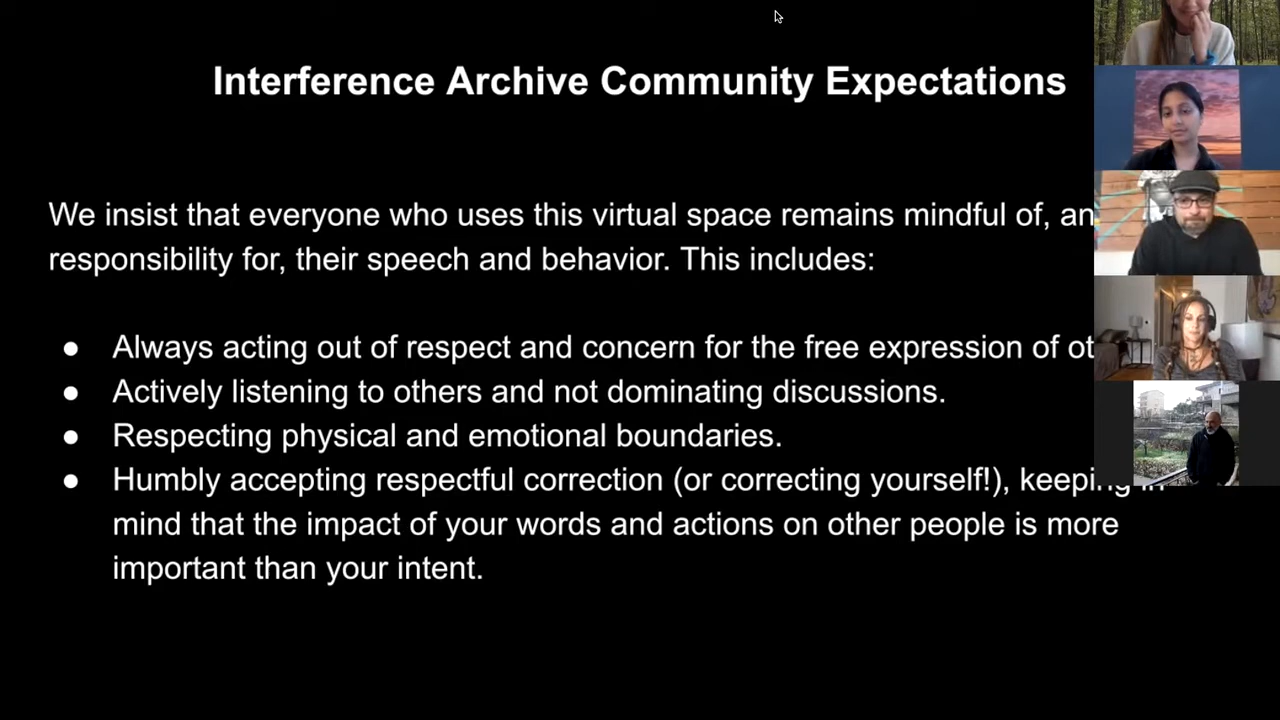 Interference Archive Community Expectations
We insist that everyone who uses this virtual space remains mindful of, an
responsibility for, their speech and behavior. This includes:
● Always acting out of respect and concern for the free expression of ot
● Actively listening to others and not dominating discussions.
● Respecting physical and emotional boundaries.
● Humbly accepting respectful correction (or correcting yourself!), keeping in
mind that the impact of your words and actions on other people is more
important than your intent.